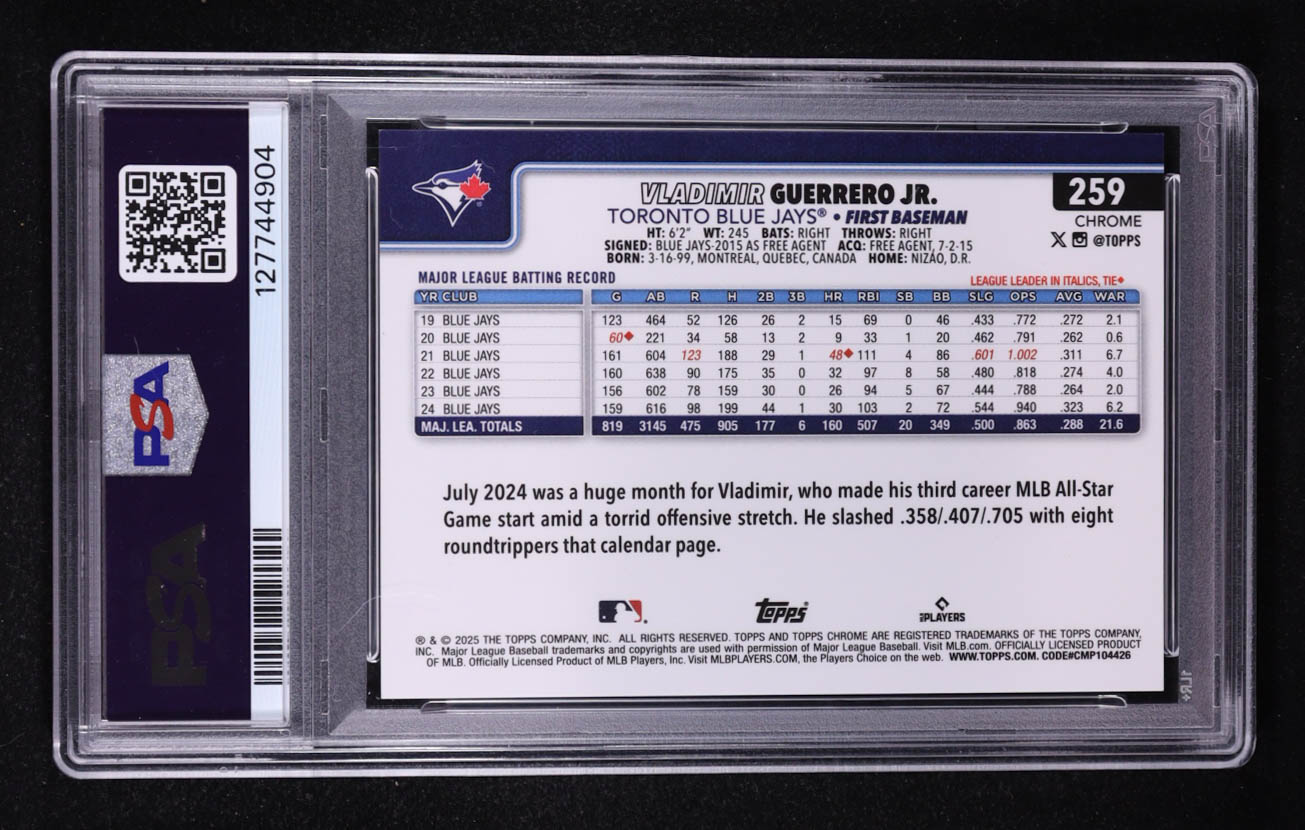 127744904
PSA
PSA
VLADIMIR GUERRERO JR.
259
TORONTO BLUE JAYS® • FIRST BASEMAN
CHROME
HT: 6'2" WT: 245 BATS: RIGHT THROWS: RIGHT
@TOPPS
SIGNED: BLUE JAYS-2015 AS FREE AGENT ACQ: FREE AGENT, 7-2-15
BORN: 3-16-99, MONTREAL, QUEBEC, CANADA HOME: NIZAO, D.R.
MAJOR LEAGUE BATTING RECORD
LEAGUE LEADER IN ITALICS, TIE◆
YR CLUB G AB R H 2B 3B HR RBI SB BB SLG OPS AVG WAR
19 BLUE JAYS 123 464 52 126 26 2 15 69 0 46 .433 .772 .272 2.1
20 BLUE JAYS 60◆ 221 34 58 13 2 9 33 1 20 .462 .791 .262 0.6
21 BLUE JAYS 161 604 123 188 29 1 48◆ 111 4 86 .601 1.002 .311 6.7
22 BLUE JAYS 160 638 90 175 35 0 32 97 8 58 .480 .818 .274 4.0
23 BLUE JAYS 156 602 78 159 30 0 26 94 5 67 .444 .788 .264 2.0
24 BLUE JAYS 159 616 98 199 44 1 30 103 2 72 .544 .940 .323 6.2
MAJ. LEA. TOTALS 819 3145 475 905 177 6 160 507 20 349 .500 .863 .288 21.6
July 2024 was a huge month for Vladimir, who made his third career MLB All-Star
Game start amid a torrid offensive stretch. He slashed .358/.407/.705 with eight
roundtrippers that calendar page.
topps®
PLAYERS
® & © 2025 THE TOPPS COMPANY, INC. ALL RIGHTS RESERVED. TOPPS AND TOPPS CHROME ARE REGISTERED TRADEMARKS OF THE TOPPS COMPANY,
INC. Major League Baseball trademarks and copyrights are used with permission of Major League Baseball. Visit MLB.com. OFFICIALLY LICENSED PRODUCT
OF MLB. Officially Licensed Product of MLB Players, Inc. Visit MLBPLAYERS.COM, the Players Choice on the web. WWW.TOPPS.COM. CODE#CMP104426